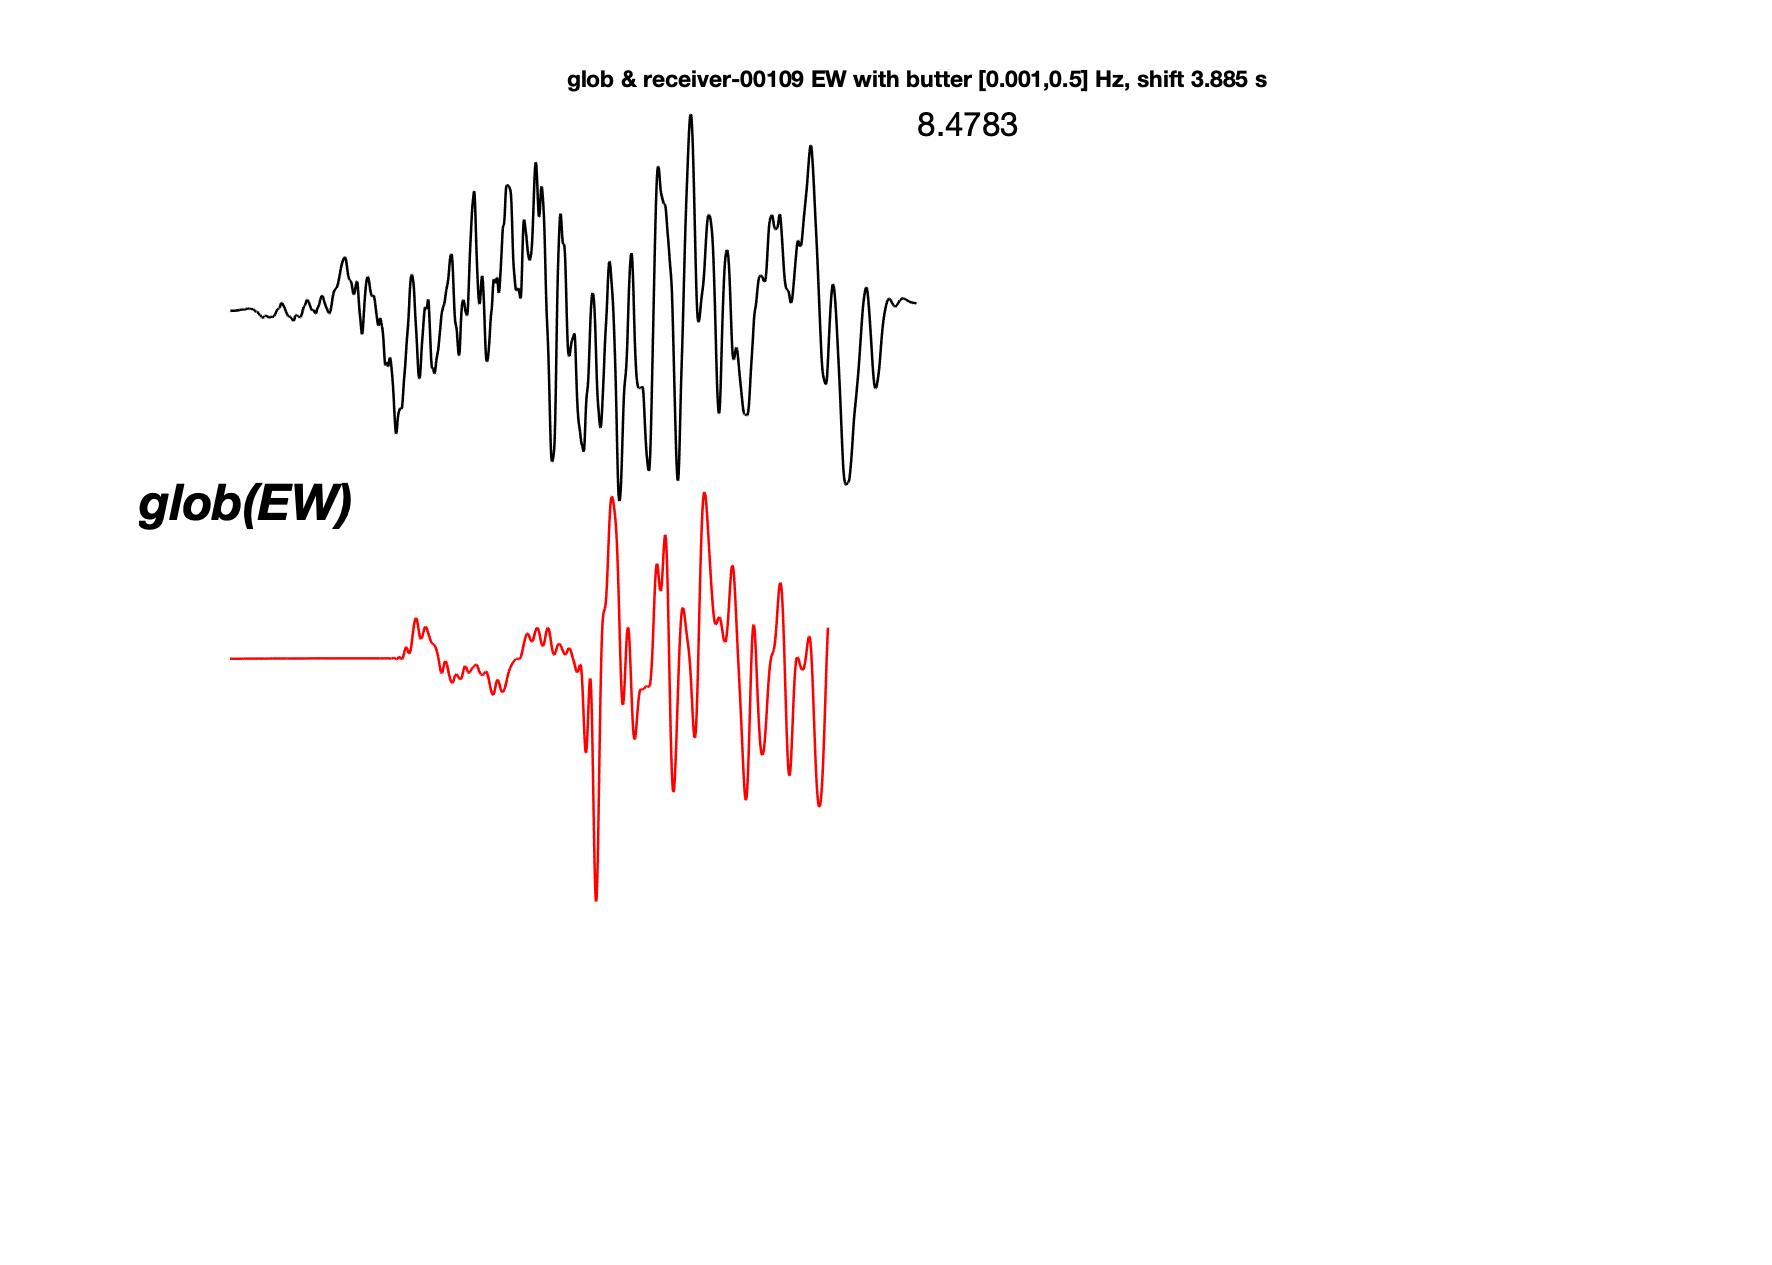 glob & receiver-00109 EW with butter [0.001,0.5] Hz, shift 3.885 s
8.4783
glob(EW)